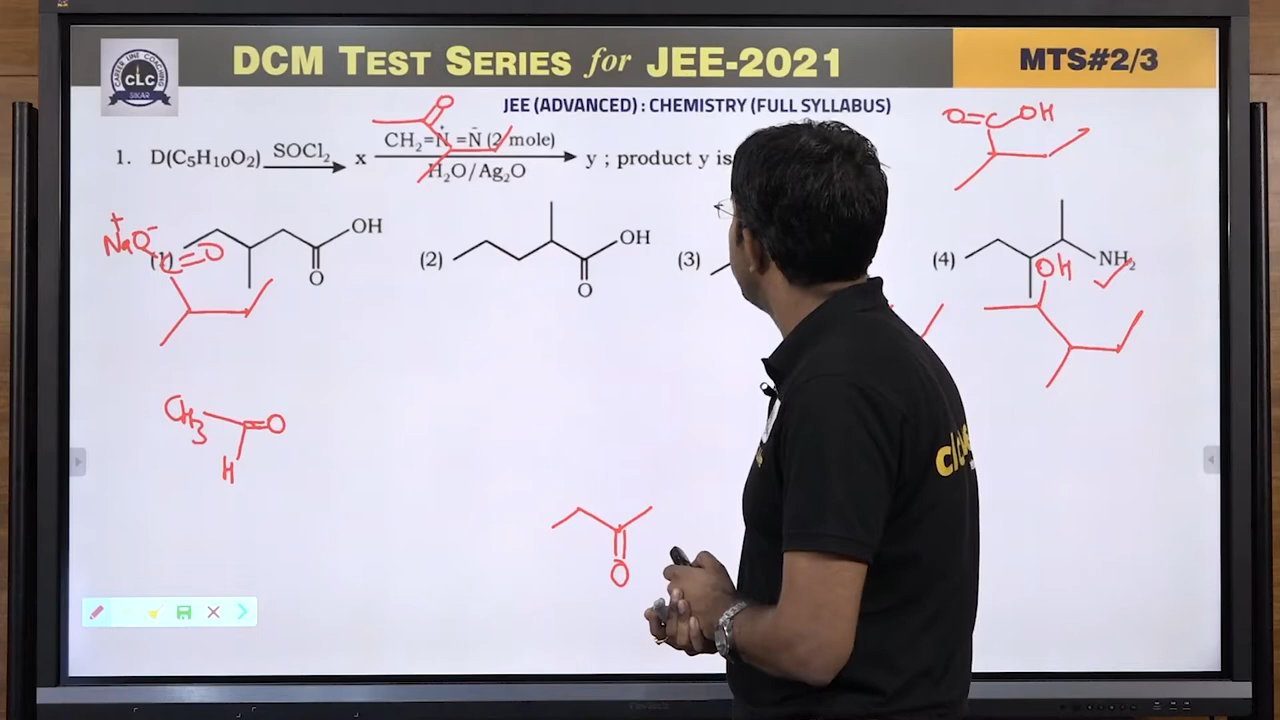 DCM TEST SERIES for JEE-2021
MTS#2/3
CAREER LINE COACHING
CLC
SIKAR
JEE (ADVANCED) : CHEMISTRY (FULL SYLLABUS)
1. D(C₅H₁₀O₂) SOCl₂ x CH₂=N⁺=N⁻ (2 mole) H₂O/Ag₂O y ; product y is
O
O=C OH
(1) OH O
(2) OH O
(3)
(4) NH₂
Na⁺O⁻ C=O
OH
CH₃ C=O
H
O